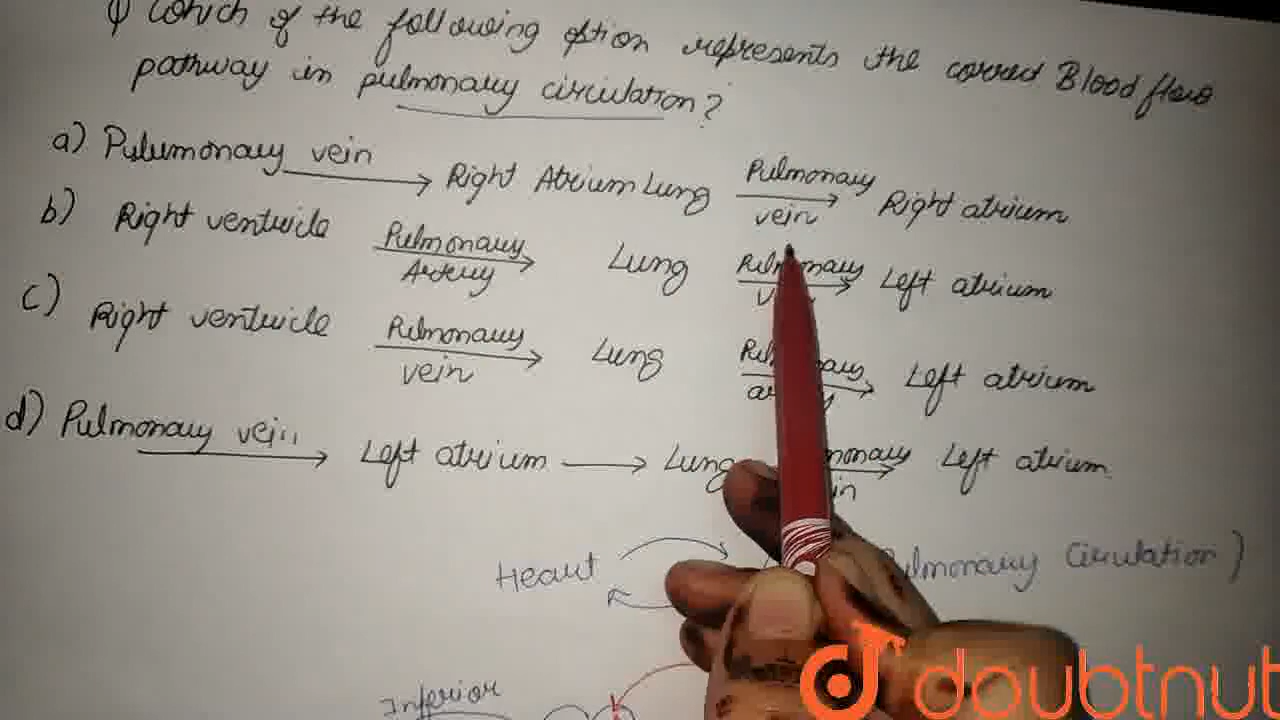 Q) Which of the following option represents the correct Blood flow
pathway in pulmonary circulation?
a) Pulumonary vein → Right Atrium Lung Pulmonary vein → Right atrium
b) Right ventricle Pulmonary Artery → Lung Pulmonary → Left atrium
c) Right ventricle Pulmonary vein → Lung → Left atrium
d) Pulmonary vein → Left atrium → Lung → Left atrium
Heart Pulmonary Circulation)
Inferior
doubtnut